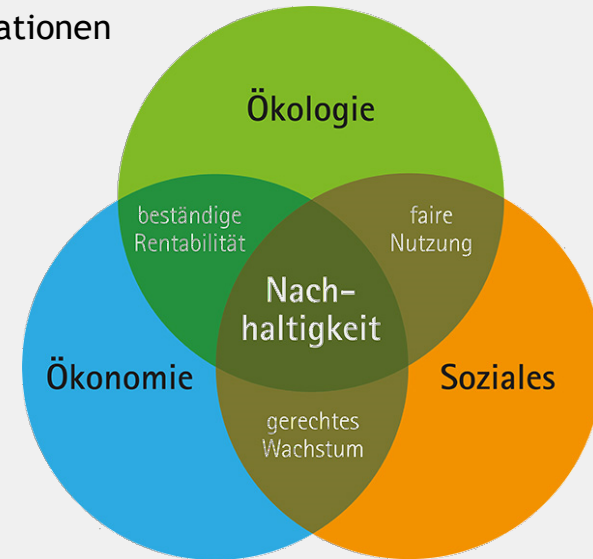 ationen
Ökologie
beständige
Rentabilität
faire
Nutzung
Nach-
haltigkeit
Ökonomie
Soziales
gerechtes
Wachstum